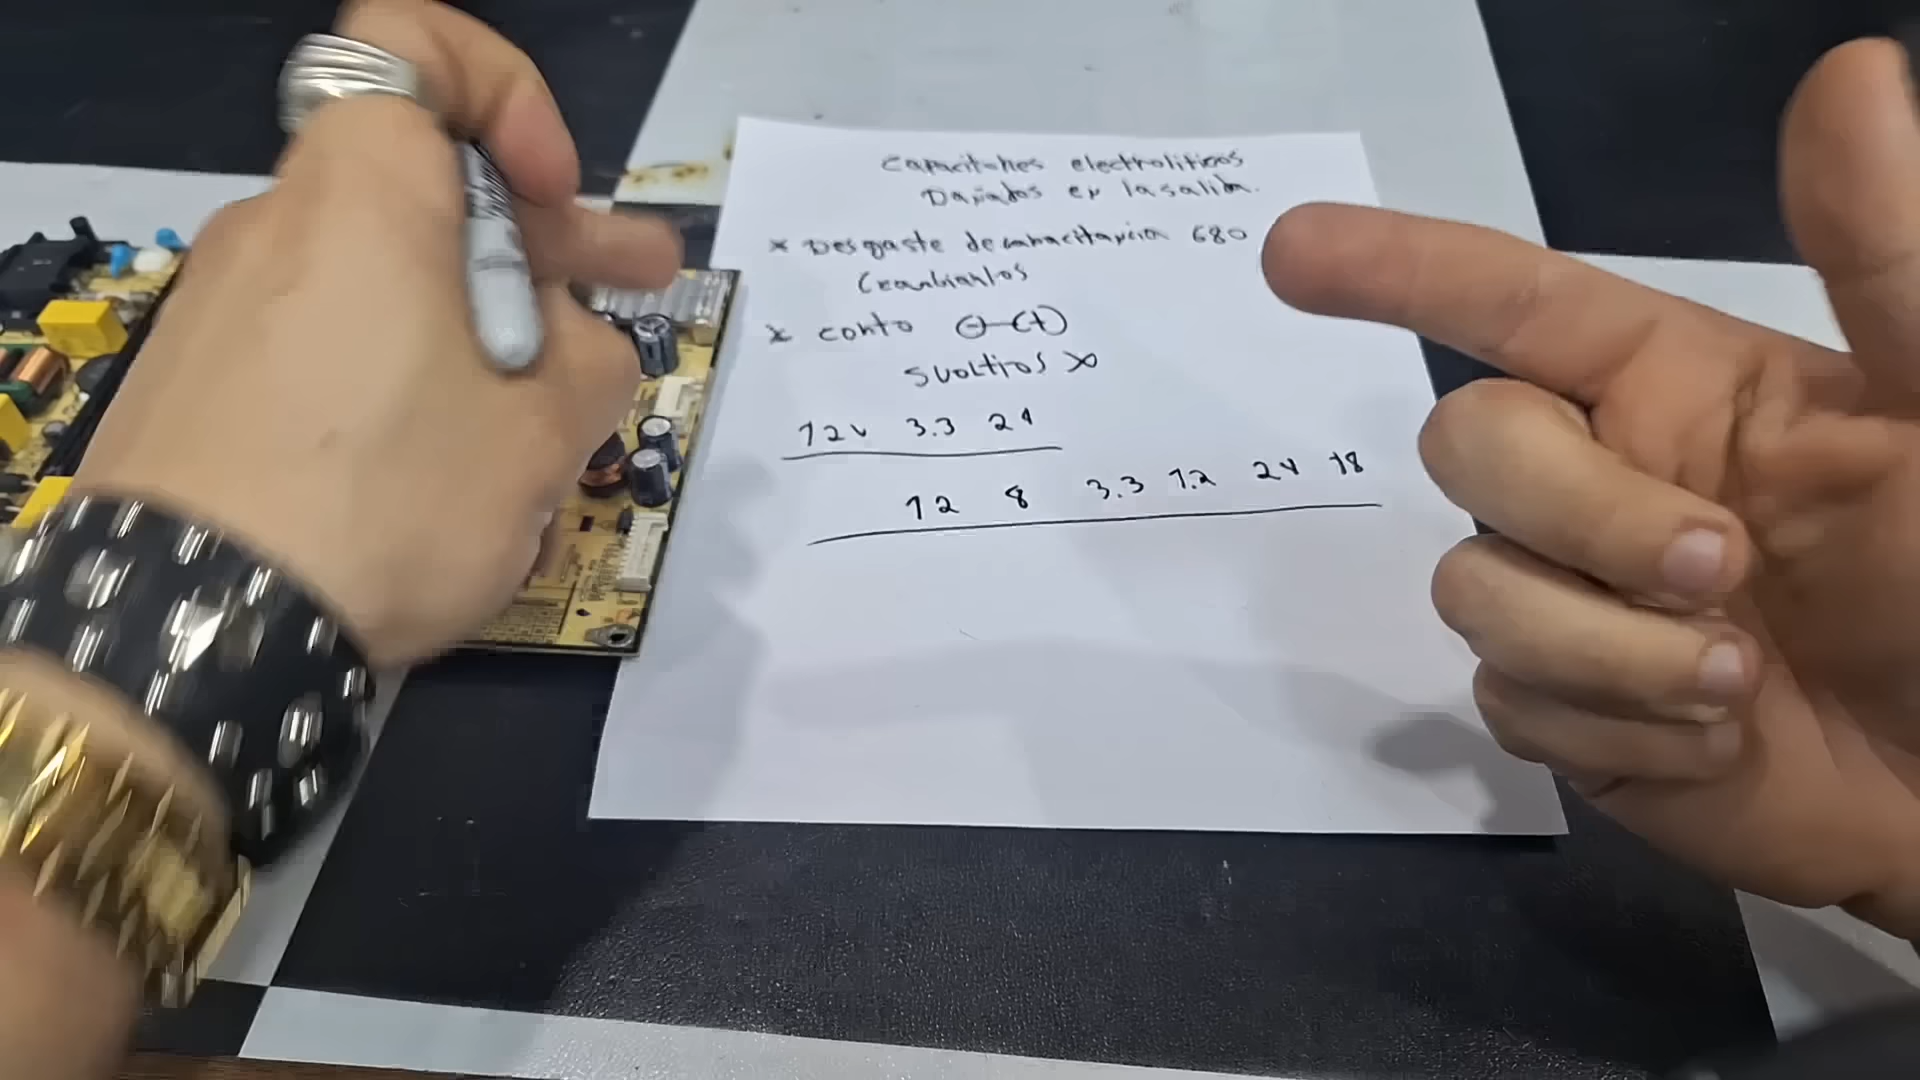 Capacitores electroliticos
Dañados en la salida.
* Desgaste de capacitancia 680
Cambiarlos
* corto (-)-(+)
5voltios x
12v 3.3 24
12 8 3.3 1.2 24 18